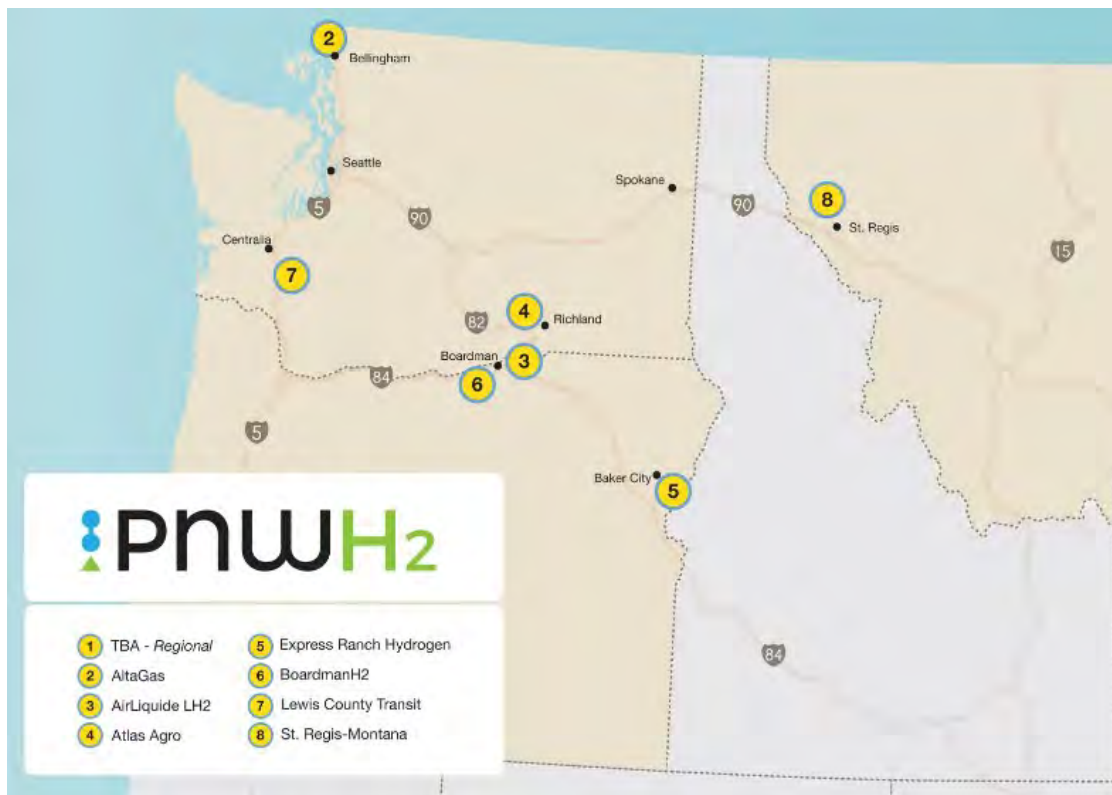 2
Bellingham
Seattle
5
90
Spokane
90
8
St. Regis
Centralia
7
15
4
Richland
82
Boardman
3
84
6
5
Baker City
5
PNWH2
1 TBA - Regional
2 AltaGas
3 AirLiquide LH2
4 Atlas Agro
5 Express Ranch Hydrogen
6 BoardmanH2
7 Lewis County Transit
8 St. Regis-Montana
84